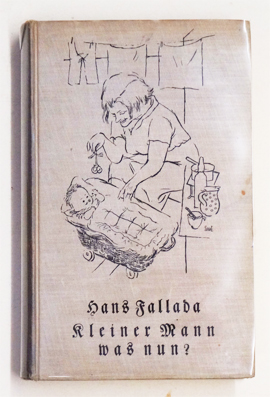 Hans Fallada
Kleiner Mann
was nun?